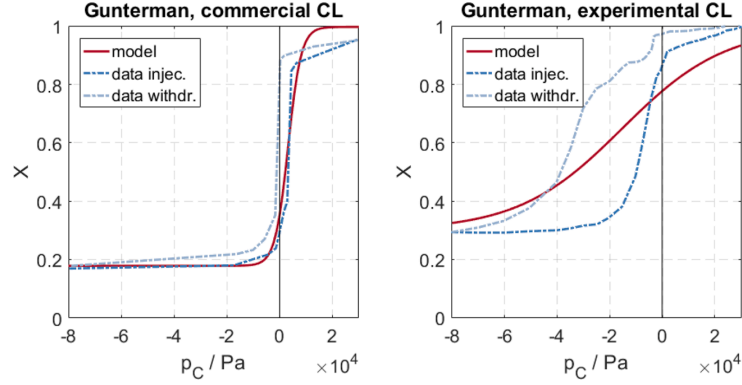 Gunterman, commercial CL
1
0.8
0.6
0.4
0.2
0
X
model
data injec.
data withdr.
-8 -6 -4 -2 0 2
p_C / Pa
×10^4
Gunterman, experimental CL
1
0.8
0.6
0.4
0.2
0
X
model
data injec.
data withdr.
-8 -6 -4 -2 0 2
p_C / Pa
×10^4